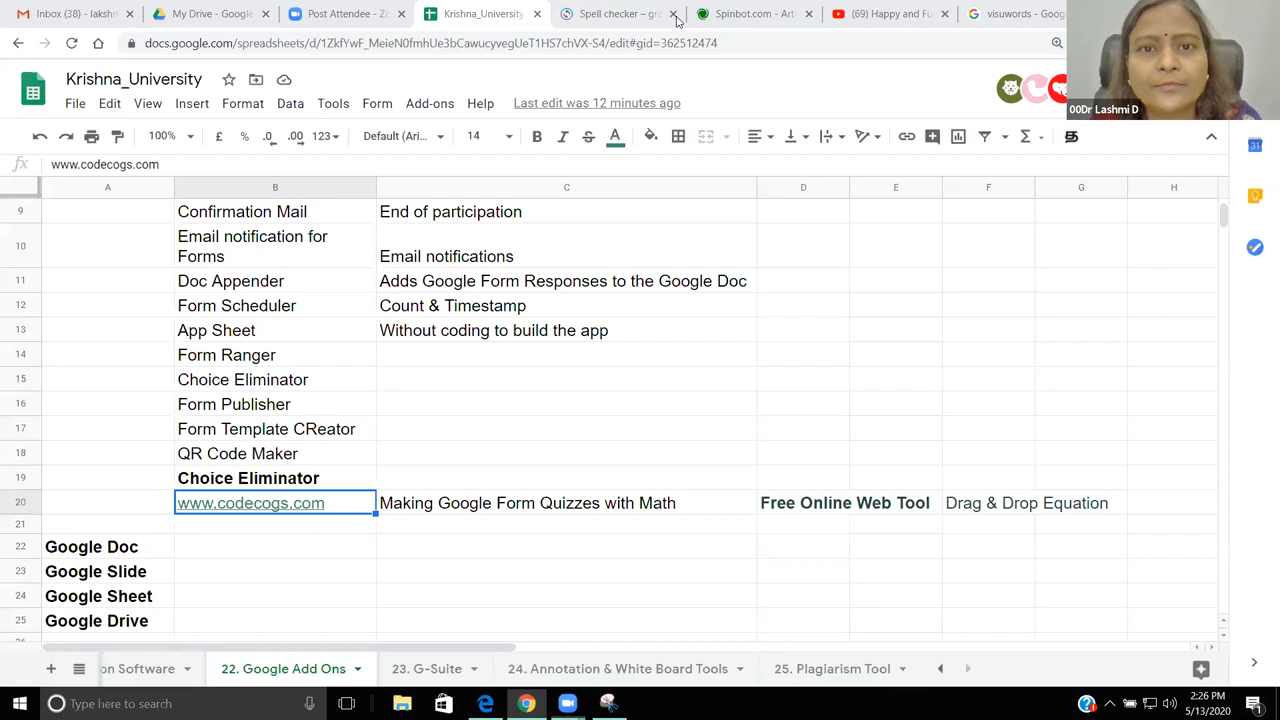 Inbox (38) - lakshn
My Drive - Google
Post Attendee - Zo
Krishna_University
Spell checker – gra
Spinbot.com - Arti
(69) Happy and Fu
visuwords - Goog
docs.google.com/spreadsheets/d/1ZkfYwF_MeieN0fmhUe3bCawucyvegUeT1HS7chVX-S4/edit#gid=362512474
Krishna_University
File Edit View Insert Format Data Tools Form Add-ons Help Last edit was 12 minutes ago
100% £ % .0 .00 123 Default (Ari... 14 B I S A
00Dr Lashmi D
fx www.codecogs.com
A B C D E F G H
9 Confirmation Mail End of participation
Email notification for
10 Forms Email notifications
11 Doc Appender Adds Google Form Responses to the Google Doc
12 Form Scheduler Count & Timestamp
13 App Sheet Without coding to build the app
14 Form Ranger
15 Choice Eliminator
16 Form Publisher
17 Form Template CReator
18 QR Code Maker
19 Choice Eliminator
20 www.codecogs.com Making Google Form Quizzes with Math Free Online Web Tool Drag & Drop Equation
21
22 Google Doc
23 Google Slide
24 Google Sheet
25 Google Drive
on Software 22. Google Add Ons 23. G-Suite 24. Annotation & White Board Tools 25. Plagiarism Tool
Type here to search
2:26 PM
5/13/2020